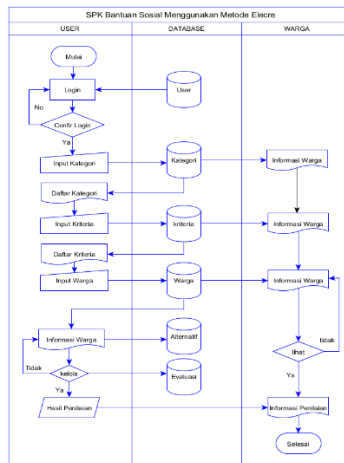 SPK Bantuan Sosial Menggunakan Metode Elecre
USER DATABASE WARGA
Mulai
Login User
No
Confir Login
Ya
Input Kategori Kategori Informasi Warga
Daftar Kategori
Input Kriteria kriteria Informasi Warga
Daftar Kriteria
Input Warga Warga Informasi Warga
Informasi Warga Alternatif
tidak
lihat
Tidak kelola Evaluasi
Ya Ya
Hasil Penilaian Informasi Penilaian
Selesai